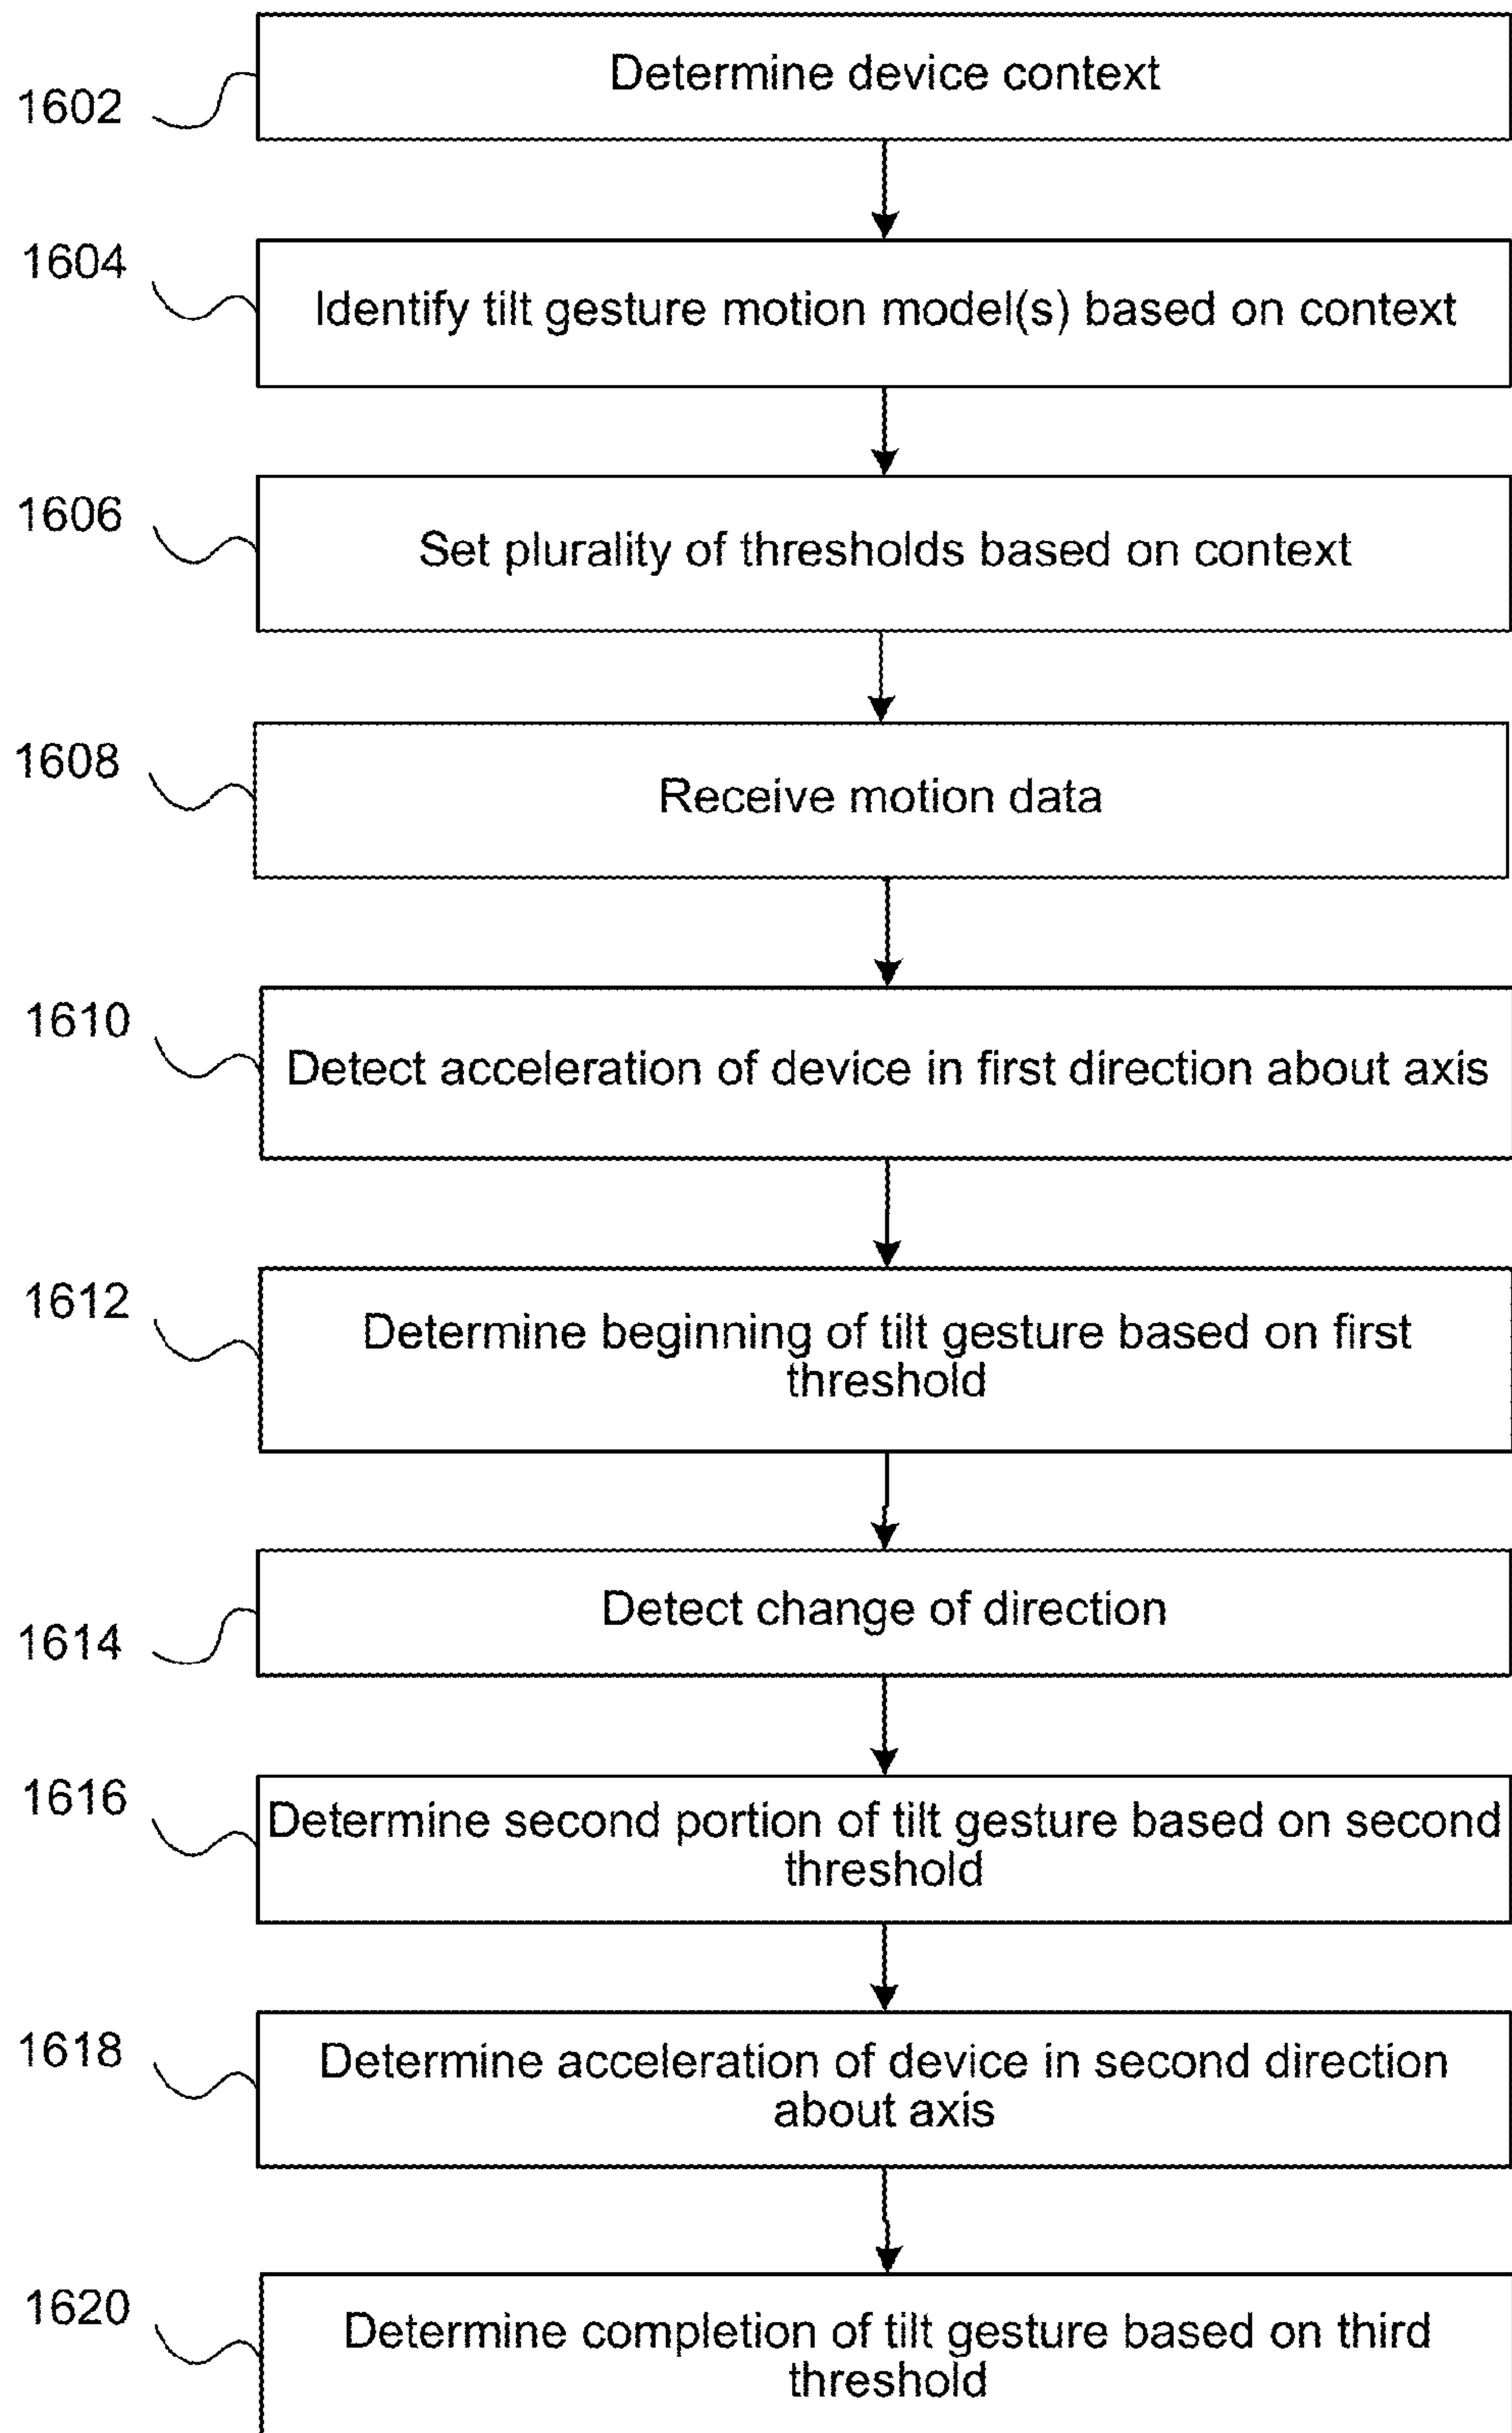 1602
Determine device context
1604
Identify tilt gesture motion model(s) based on context
1606
Set plurality of thresholds based on context
1608
Receive motion data
1610
Detect acceleration of device in first direction about axis
1612
Determine beginning of tilt gesture based on first
threshold
1614
Detect change of direction
1616
Determine second portion of tilt gesture based on second
threshold
1618
Determine acceleration of device in second direction
about axis
1620
Determine completion of tilt gesture based on third
threshold